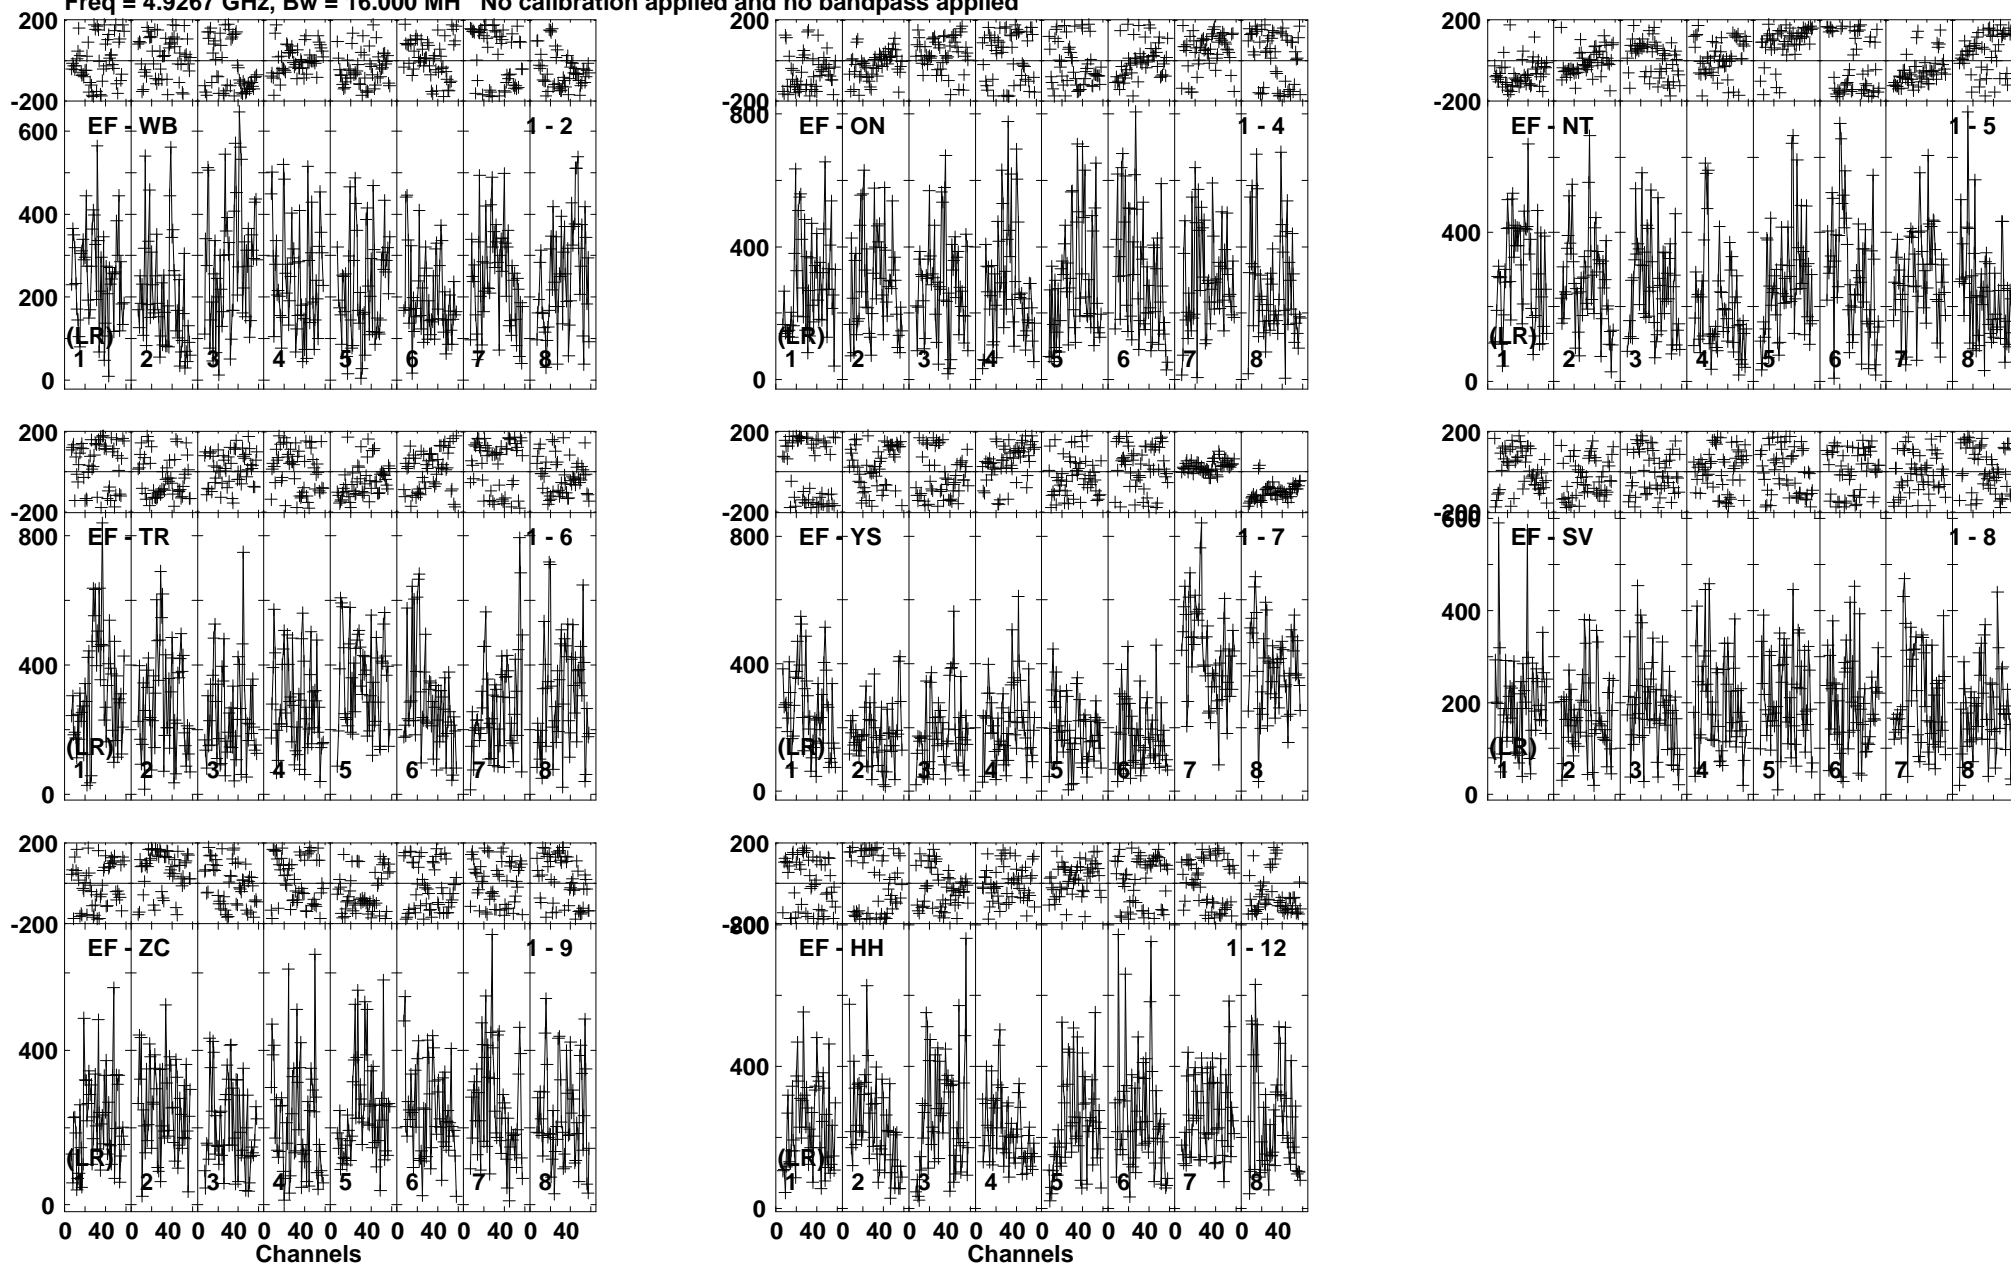 Freq = 4.9267 GHz, Bw = 16.000 MH No calibration applied and no bandpass applied
200
-200
600
400
200
0
EF - WB
1 - 2
(LR)
1 2 3 4 5 6 7 8
200
-200
800
400
0
EF - ON
1 - 4
(LR)
1 2 3 4 5 6 7 8
200
-200
400
0
EF - NT
1 - 5
(LR)
1 2 3 4 5 6 7 8
200
-200
800
400
0
EF - TR
1 - 6
(LR)
1 2 3 4 5 6 7 8
200
-200
800
400
0
EF - YS
1 - 7
(LR)
1 2 3 4 5 6 7 8
200
-200
600
400
200
0
EF - SV
1 - 8
(LR)
1 2 3 4 5 6 7 8
200
-200
400
0
EF - ZC
1 - 9
(LR)
1 2 3 4 5 6 7 8
0 40 0 40 0 40 0 40 0 40 0 40 0 40 0 40
Channels
200
-200
800
400
0
EF - HH
1 - 12
(LR)
1 2 3 4 5 6 7 8
0 40 0 40 0 40 0 40 0 40 0 40 0 40 0 40
Channels